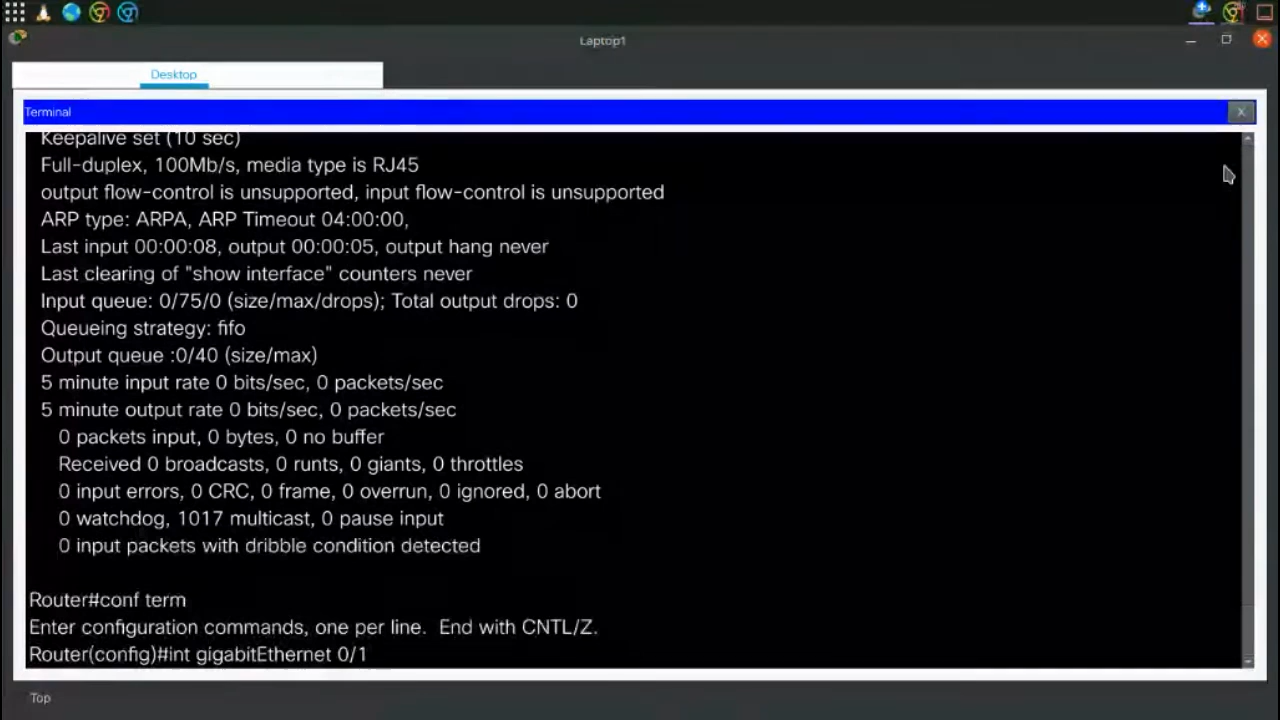 Laptop1
Desktop
Terminal
X
Keepalive set (10 sec)
Full-duplex, 100Mb/s, media type is RJ45
output flow-control is unsupported, input flow-control is unsupported
ARP type: ARPA, ARP Timeout 04:00:00,
Last input 00:00:08, output 00:00:05, output hang never
Last clearing of "show interface" counters never
Input queue: 0/75/0 (size/max/drops); Total output drops: 0
Queueing strategy: fifo
Output queue :0/40 (size/max)
5 minute input rate 0 bits/sec, 0 packets/sec
5 minute output rate 0 bits/sec, 0 packets/sec
0 packets input, 0 bytes, 0 no buffer
Received 0 broadcasts, 0 runts, 0 giants, 0 throttles
0 input errors, 0 CRC, 0 frame, 0 overrun, 0 ignored, 0 abort
0 watchdog, 1017 multicast, 0 pause input
0 input packets with dribble condition detected
Router#conf term
Enter configuration commands, one per line.  End with CNTL/Z.
Router(config)#int gigabitEthernet 0/1
Top